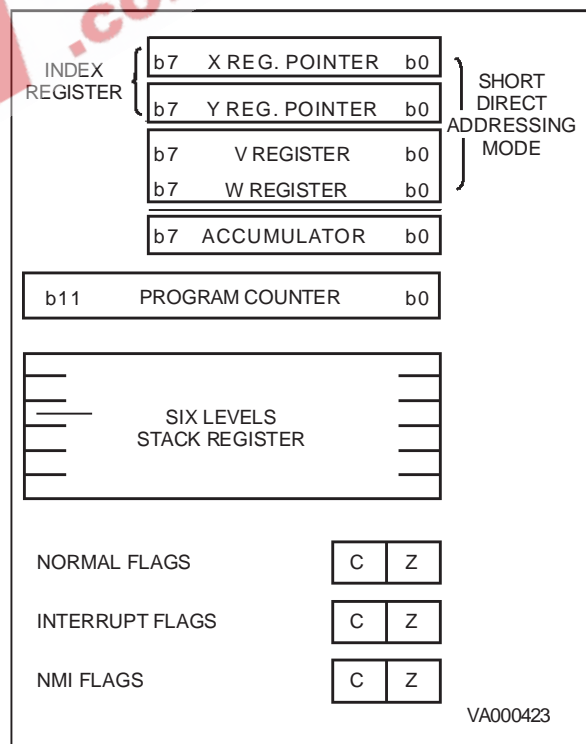 .co
INDEX
REGISTER
b7 X REG. POINTER b0
b7 Y REG. POINTER b0
b7 V REGISTER b0
b7 W REGISTER b0
SHORT
DIRECT
ADDRESSING
MODE
b7 ACCUMULATOR b0
b11 PROGRAM COUNTER b0
SIX LEVELS
STACK REGISTER
NORMAL FLAGS C Z
INTERRUPT FLAGS C Z
NMI FLAGS C Z
VA000423